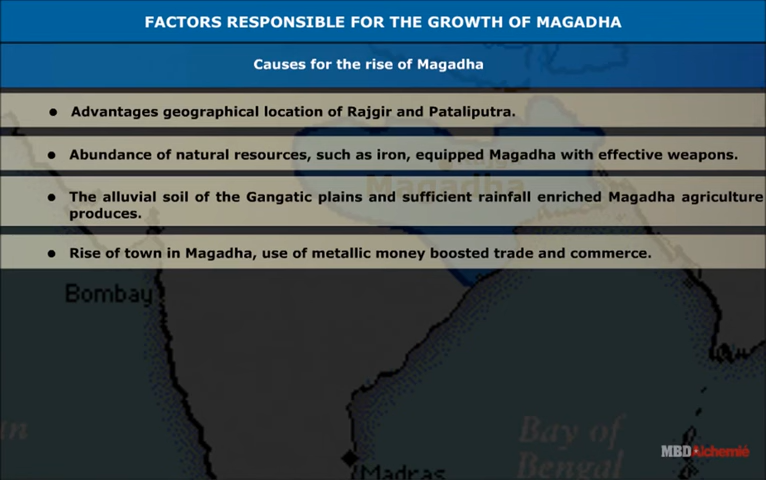 FACTORS RESPONSIBLE FOR THE GROWTH OF MAGADHA
Causes for the rise of Magadha
● Advantages geographical location of Rajgir and Pataliputra.
● Abundance of natural resources, such as iron, equipped Magadha with effective weapons.
● The alluvial soil of the Gangatic plains and sufficient rainfall enriched Magadha agriculture
produces.
Magadha
● Rise of town in Magadha, use of metallic money boosted trade and commerce.
Bombay
Bay of
Bengal
MBDAlchemié
Madras